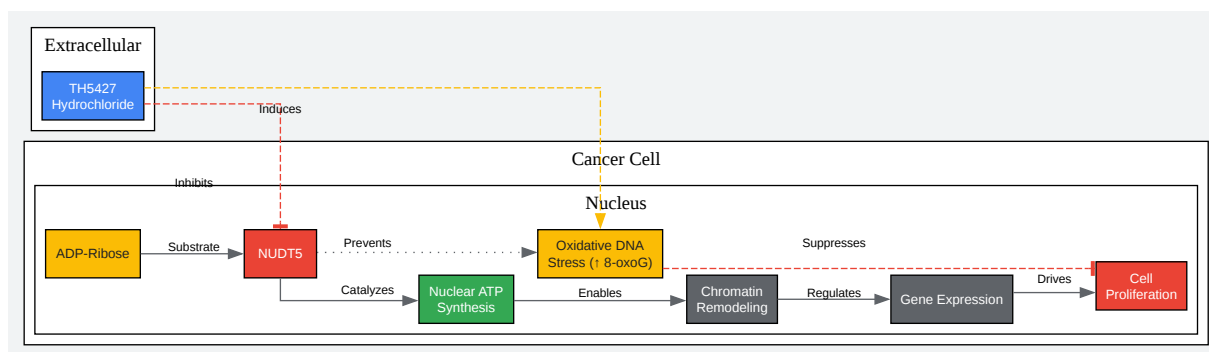 Extracellular
TH5427
Hydrochloride
Induces
Cancer Cell
Inhibits
Nucleus
ADP-Ribose
Substrate
NUDT5
Prevents
Oxidative DNA
Stress (↑ 8-oxoG)
Suppresses
Catalyzes
Nuclear ATP
Synthesis
Enables
Chromatin
Remodeling
Regulates
Gene Expression
Drives
Cell
Proliferation